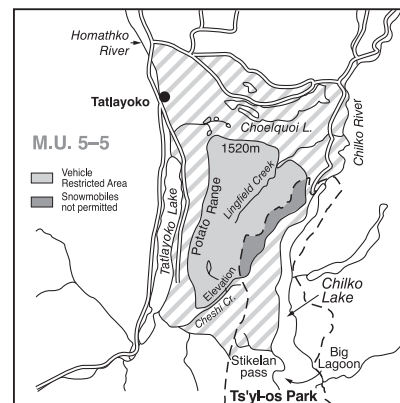 Homathko
River
Tatlayoko
Choelquoi L.
Chilko River
1520m
M.U. 5–5
Vehicle
Restricted Area
Snowmobiles
not permitted
Lingfield Creek
Potato Range
Tatlayoko Lake
Elevation
Cheshi Cr.
Chilko
Lake
Stikelan
pass
Big
Lagoon
Ts'yl-os Park